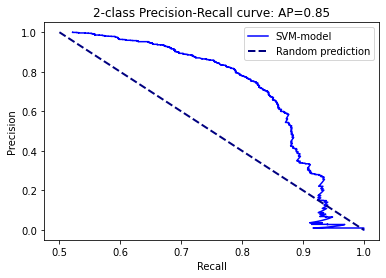 2-class Precision-Recall curve: AP=0.85
SVM-model
Random prediction
Precision
1.0
0.8
0.6
0.4
0.2
0.0
0.5 0.6 0.7 0.8 0.9 1.0
Recall